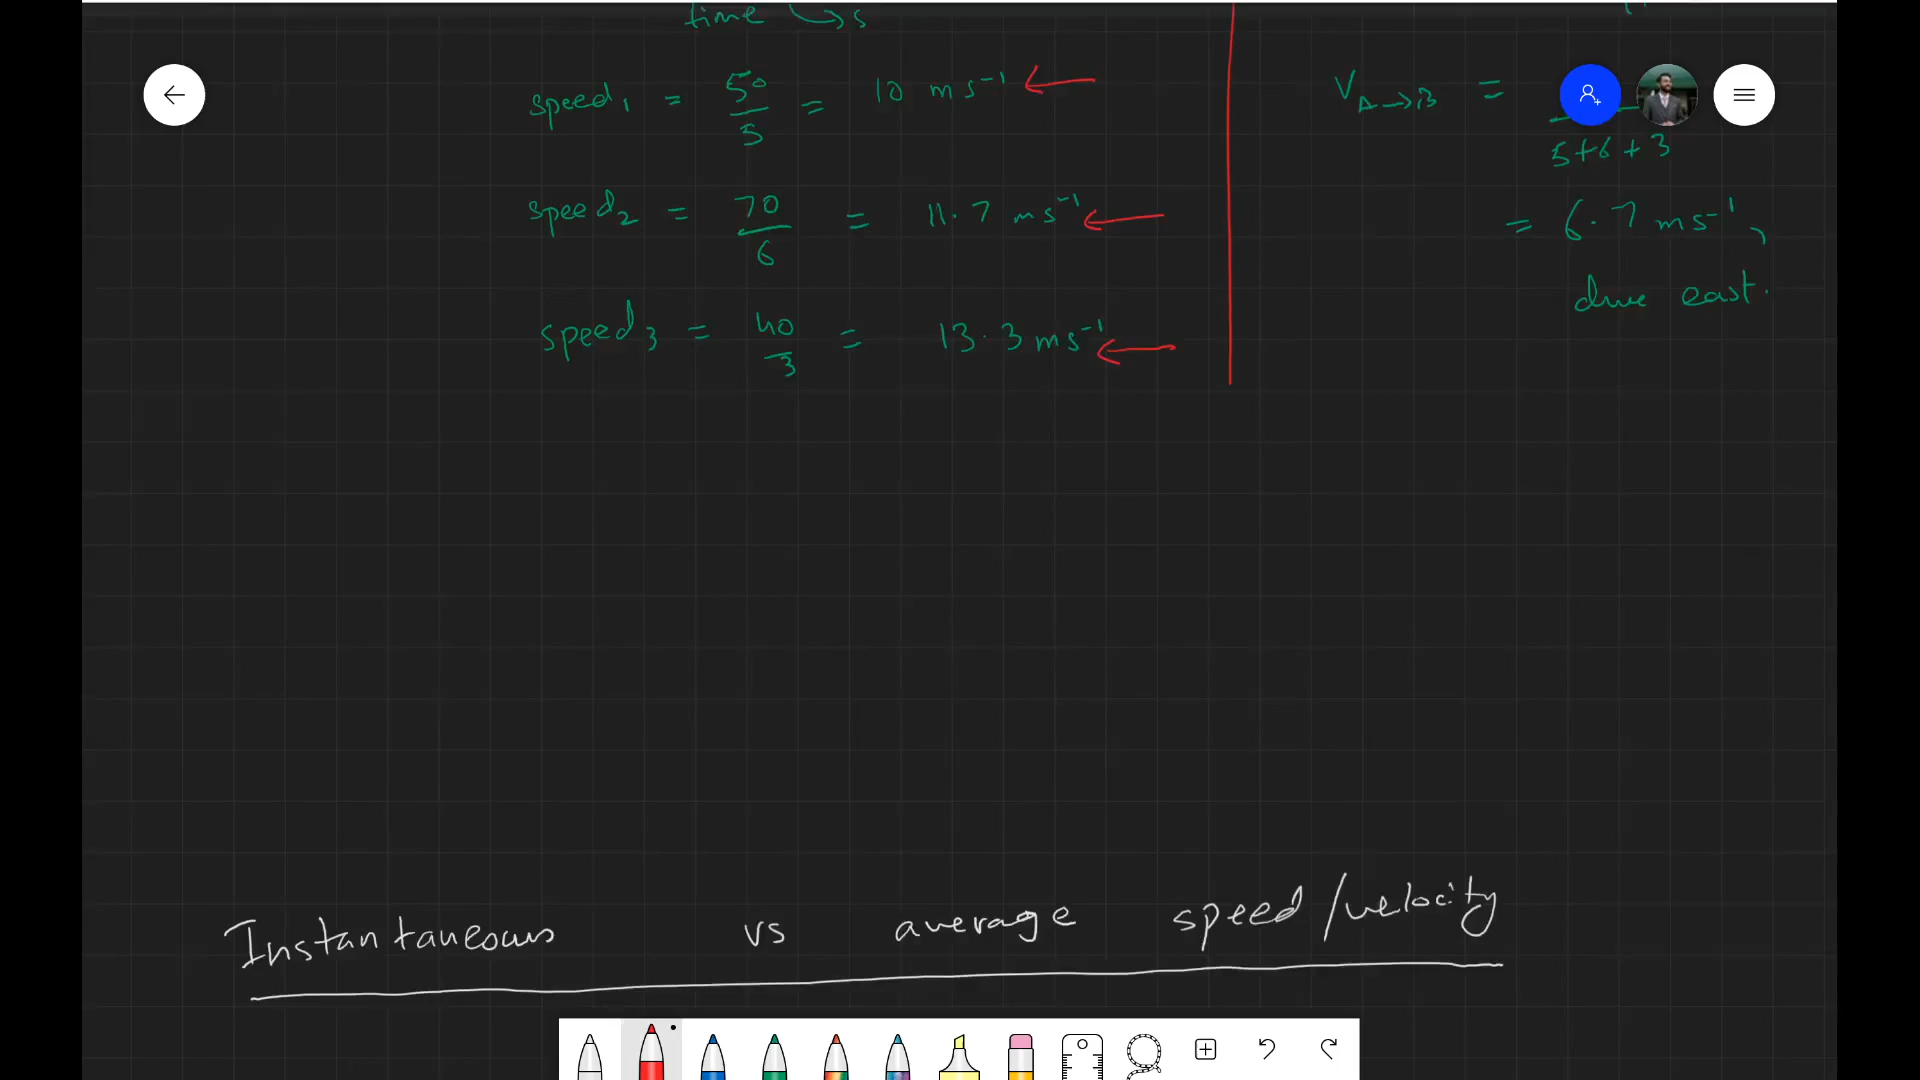 time ↳ s
speed₁ = 50/5 = 10 ms⁻¹ ←
speed₂ = 70/6 = 11.7 ms⁻¹ ←
speed₃ = 40/3 = 13.3 ms⁻¹ ←
V A→B =
5+6+3
= 6.7 ms⁻¹,
due east.
Instantaneous vs average speed/velocity